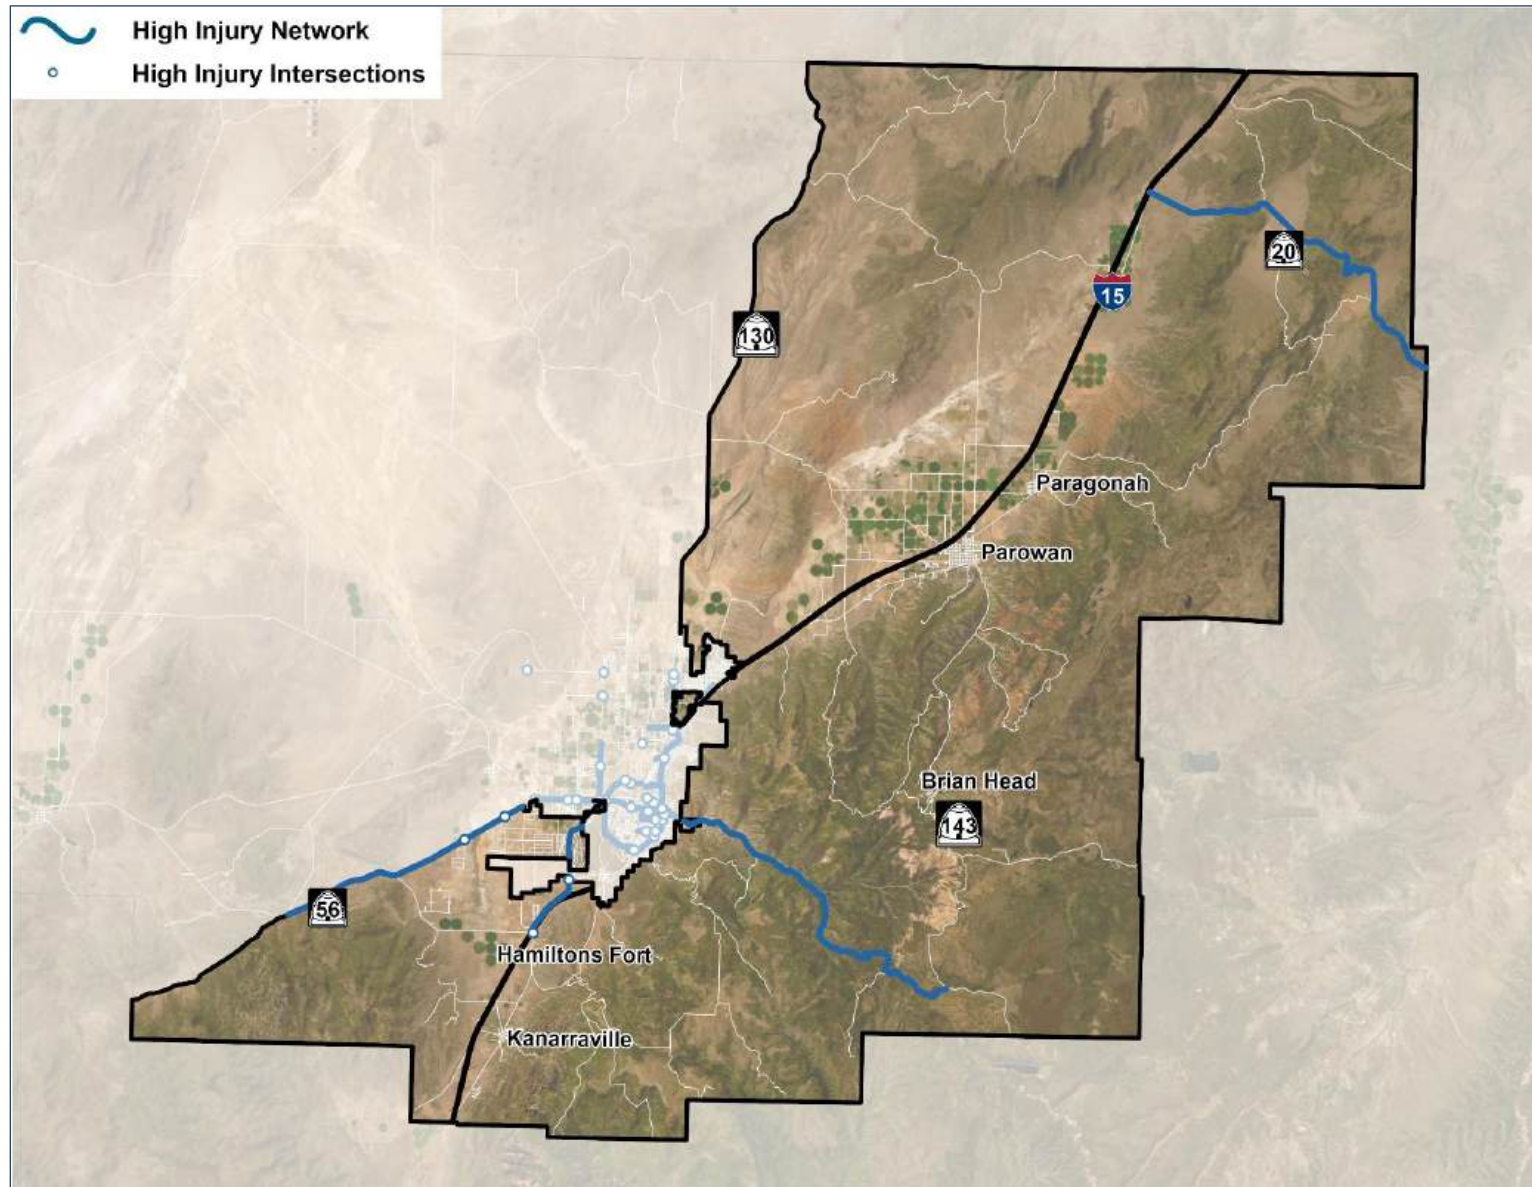 High Injury Network
High Injury Intersections
20
15
130
Paragonah
Parowan
Brian Head
143
56
Hamiltons Fort
Kanarraville